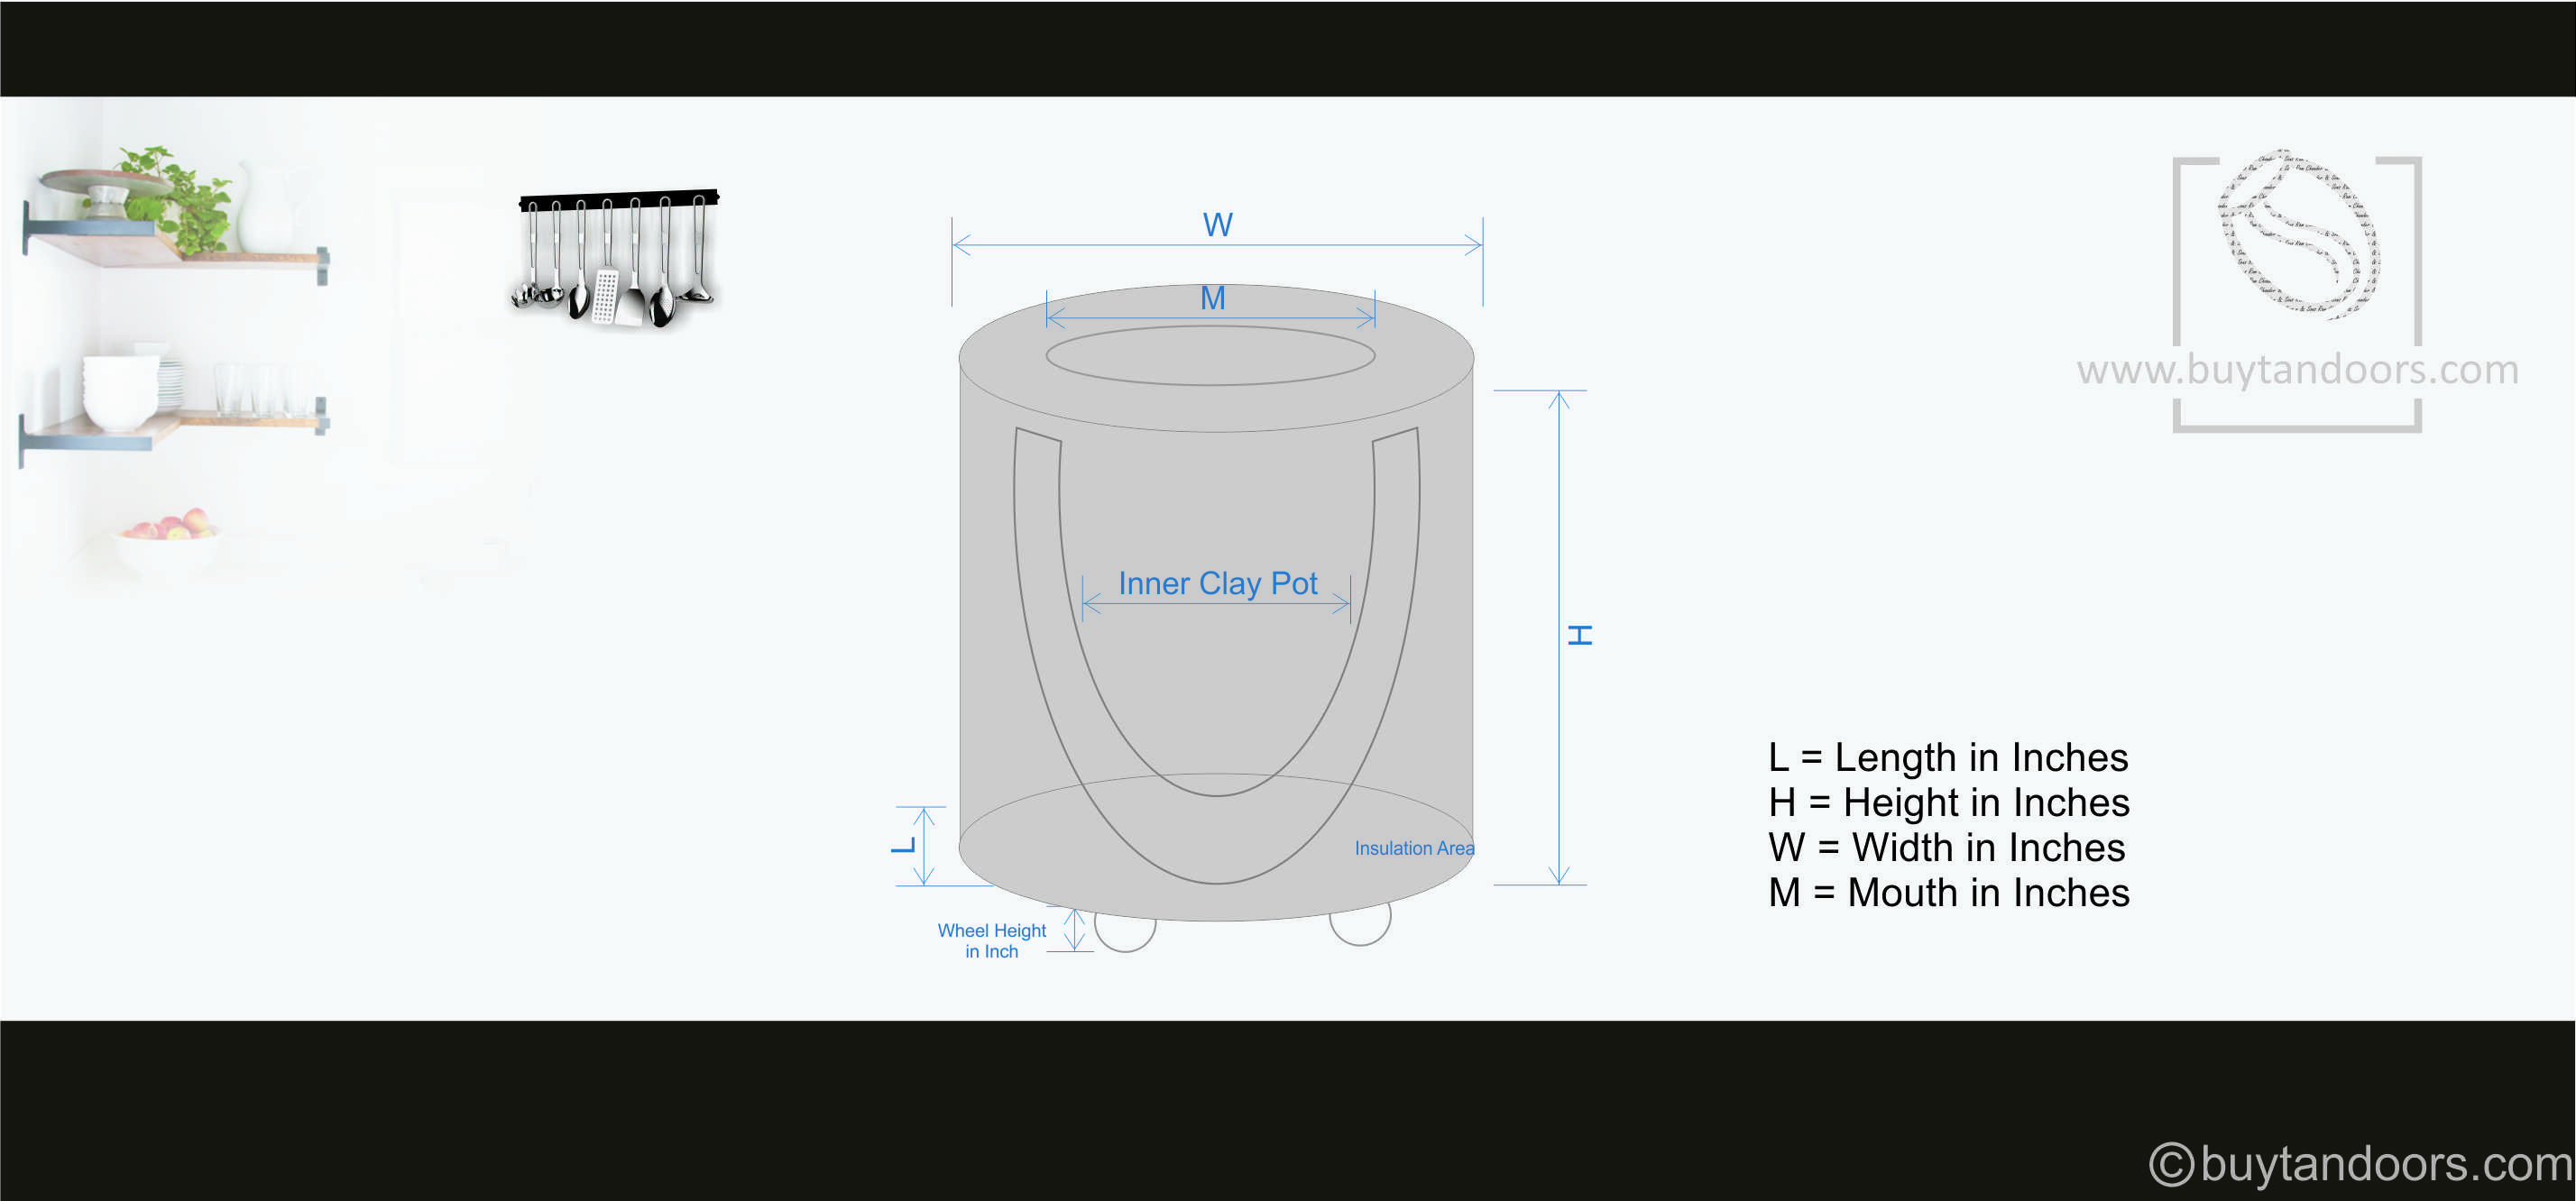 W
M
www.buytandoors.com
Inner Clay Pot
H
L = Length in Inches
H = Height in Inches
W = Width in Inches
M = Mouth in Inches
L
Insulation Area
Wheel Height
in Inch
©buytandoors.com